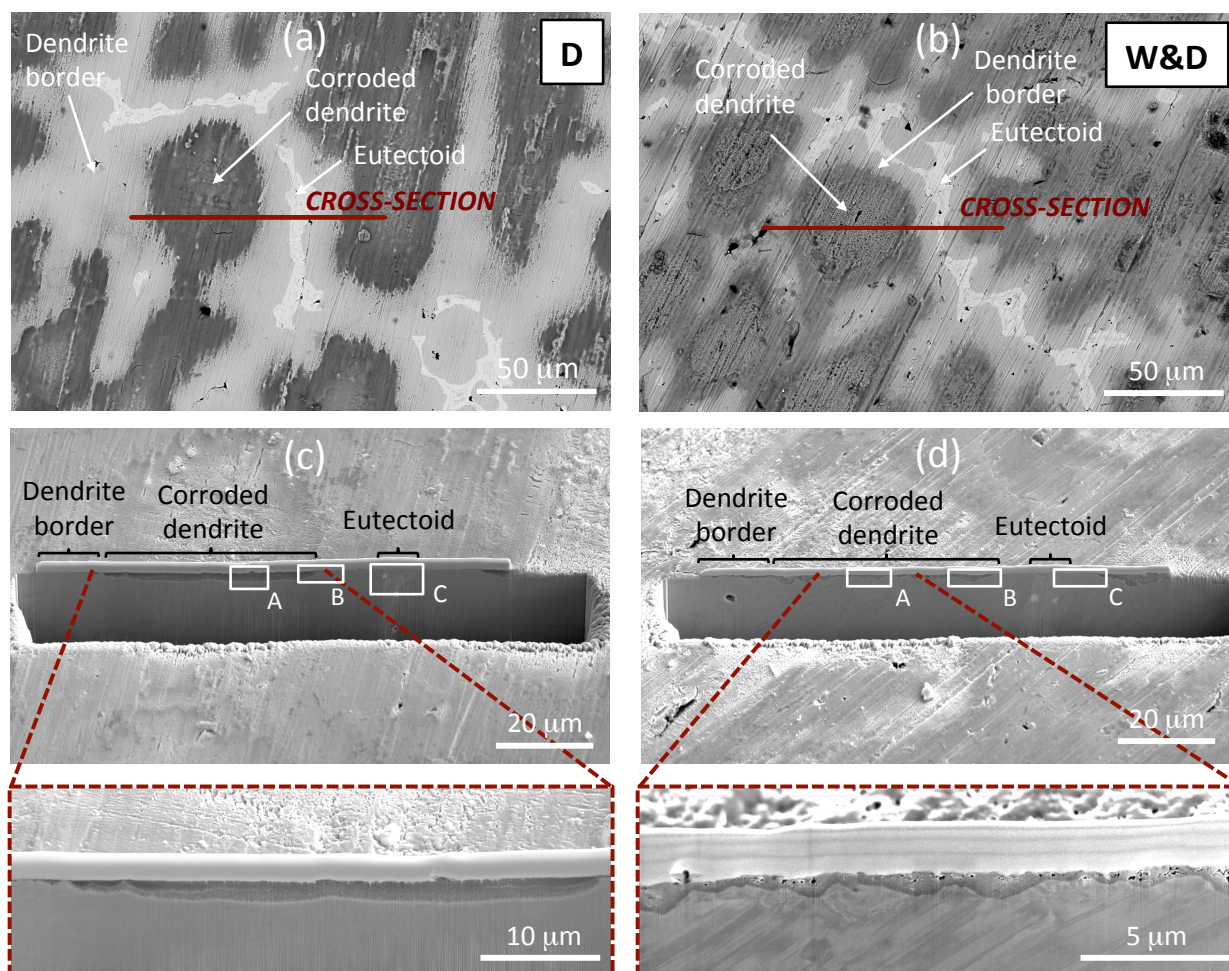 (a)
D
Dendrite
border
Corroded
dendrite
Eutectoid
CROSS-SECTION
50 μm
(b)
W&D
Corroded
dendrite
Dendrite
border
Eutectoid
CROSS-SECTION
50 μm
(c)
Dendrite
border
Corroded
dendrite
Eutectoid
A
B
C
20 μm
(d)
Dendrite
border
Corroded
dendrite
Eutectoid
A
B
C
20 μm
10 μm
5 μm